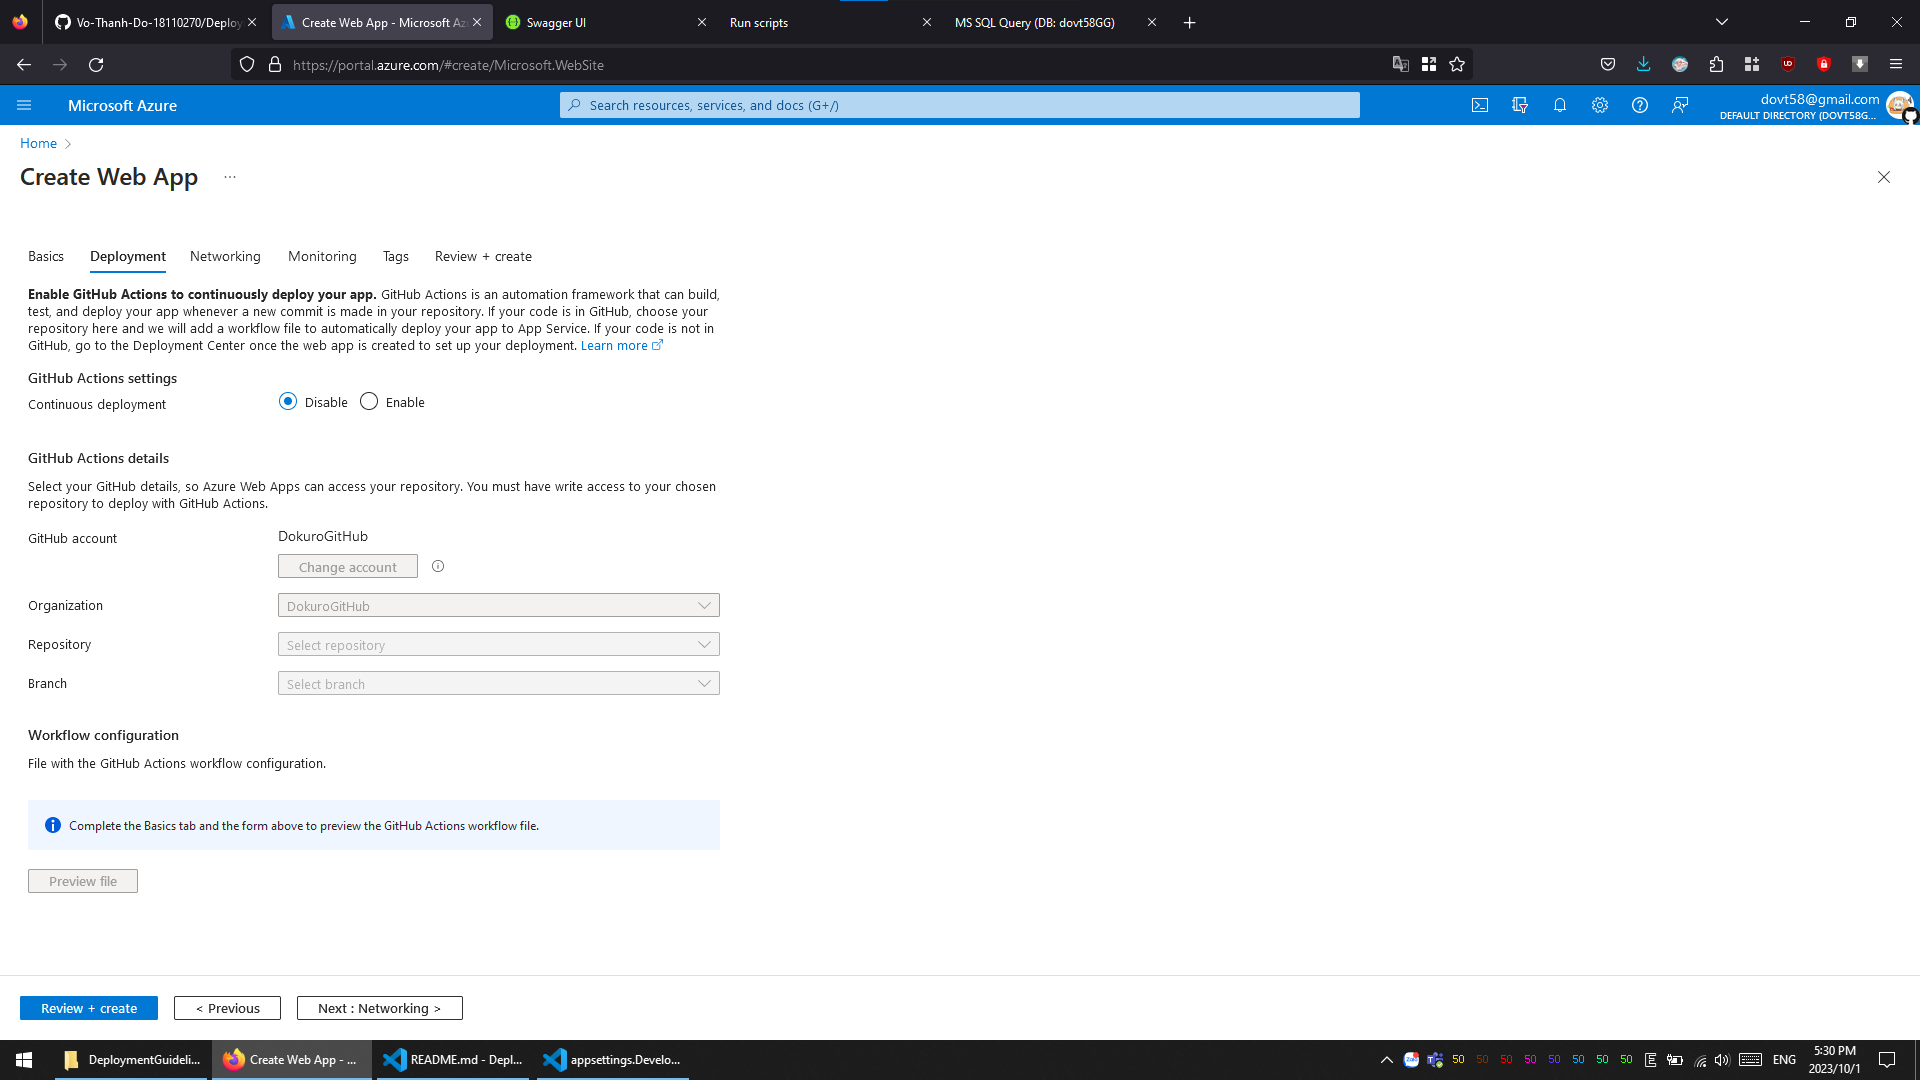 Vo-Thanh-Do-18110270/Deploy
Create Web App - Microsoft Az
Swagger UI
Run scripts
MS SQL Query (DB: dovt58GG)
https://portal.azure.com/#create/Microsoft.WebSite
Microsoft Azure
Search resources, services, and docs (G+/)
dovt58@gmail.com
DEFAULT DIRECTORY (DOVT58G...
Home
Create Web App
Basics
Deployment
Networking
Monitoring
Tags
Review + create
Enable GitHub Actions to continuously deploy your app. GitHub Actions is an automation framework that can build,
test, and deploy your app whenever a new commit is made in your repository. If your code is in GitHub, choose your
repository here and we will add a workflow file to automatically deploy your app to App Service. If your code is not in
GitHub, go to the Deployment Center once the web app is created to set up your deployment. Learn more
GitHub Actions settings
Continuous deployment
Disable
Enable
GitHub Actions details
Select your GitHub details, so Azure Web Apps can access your repository. You must have write access to your chosen
repository to deploy with GitHub Actions.
GitHub account
DokuroGitHub
Change account
Organization
DokuroGitHub
Repository
Select repository
Branch
Select branch
Workflow configuration
File with the GitHub Actions workflow configuration.
Complete the Basics tab and the form above to preview the GitHub Actions workflow file.
Preview file
Review + create
< Previous
Next : Networking >
DeploymentGuideli...
Create Web App - ...
README.md - Depl...
appsettings.Develo...
50 50 50 50 50 50 50 50
ENG
5:30 PM
2023/10/1